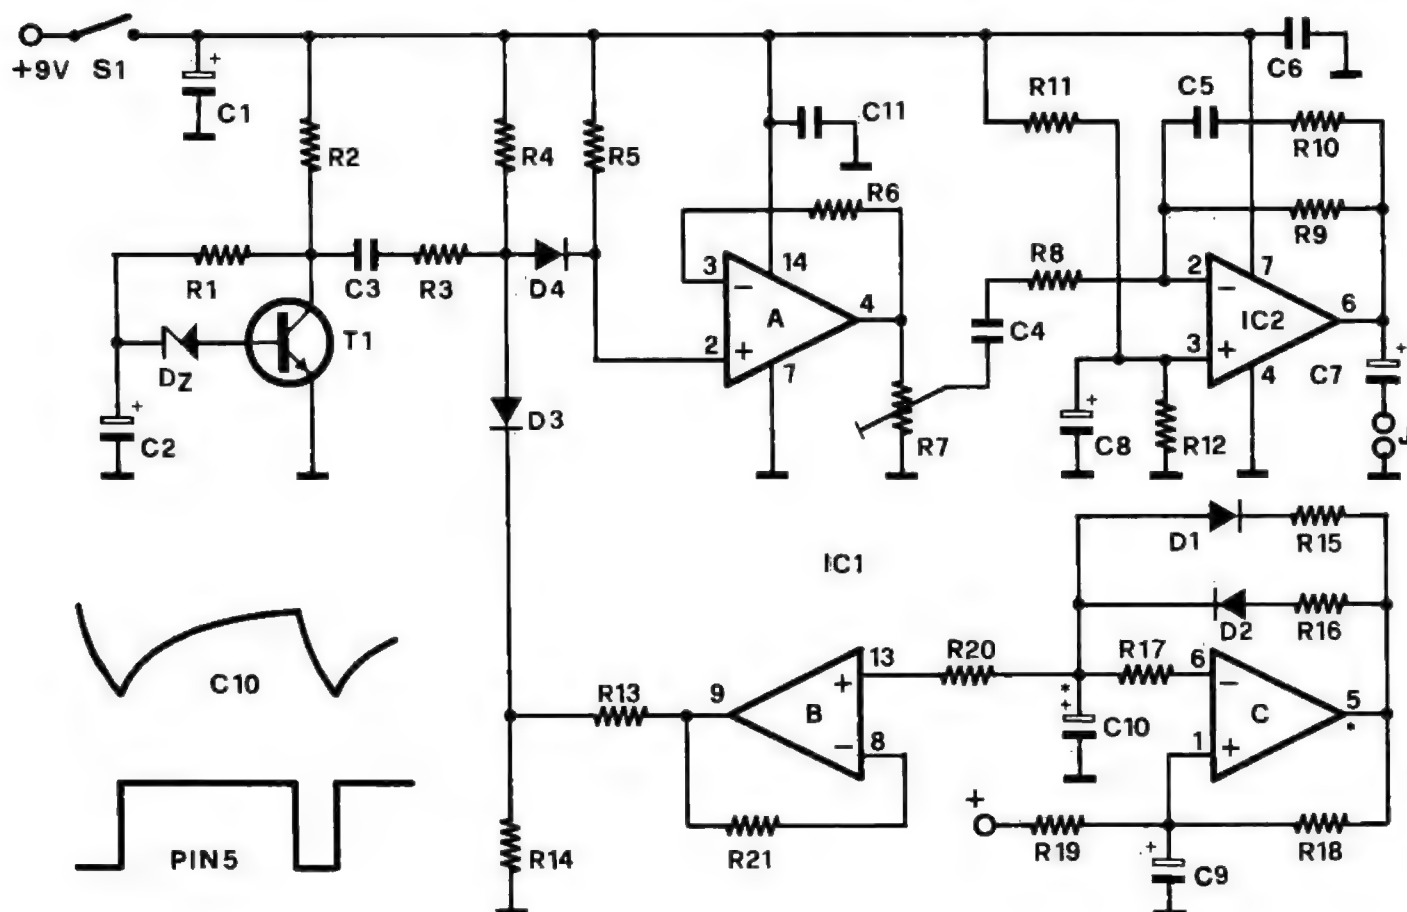 +9V S1
+
C1
R2
R4
R5
C11
R11
C5
C6
R10
R6
R9
R1
C3
R3
D4
3
14
−
A
4
2
+
7
R8
C4
2
7
−
IC2
6
3
+
4
C7
+
DZ
T1
+
C2
D3
R7
+
C8
R12
J
D1
R15
IC1
D2
R16
R20
R17
6
13
9
B
+
−
8
R13
*
+
C10
−
C
5
*
1
+
C10
+
R19
R18
R14
R21
+
C9
PIN5